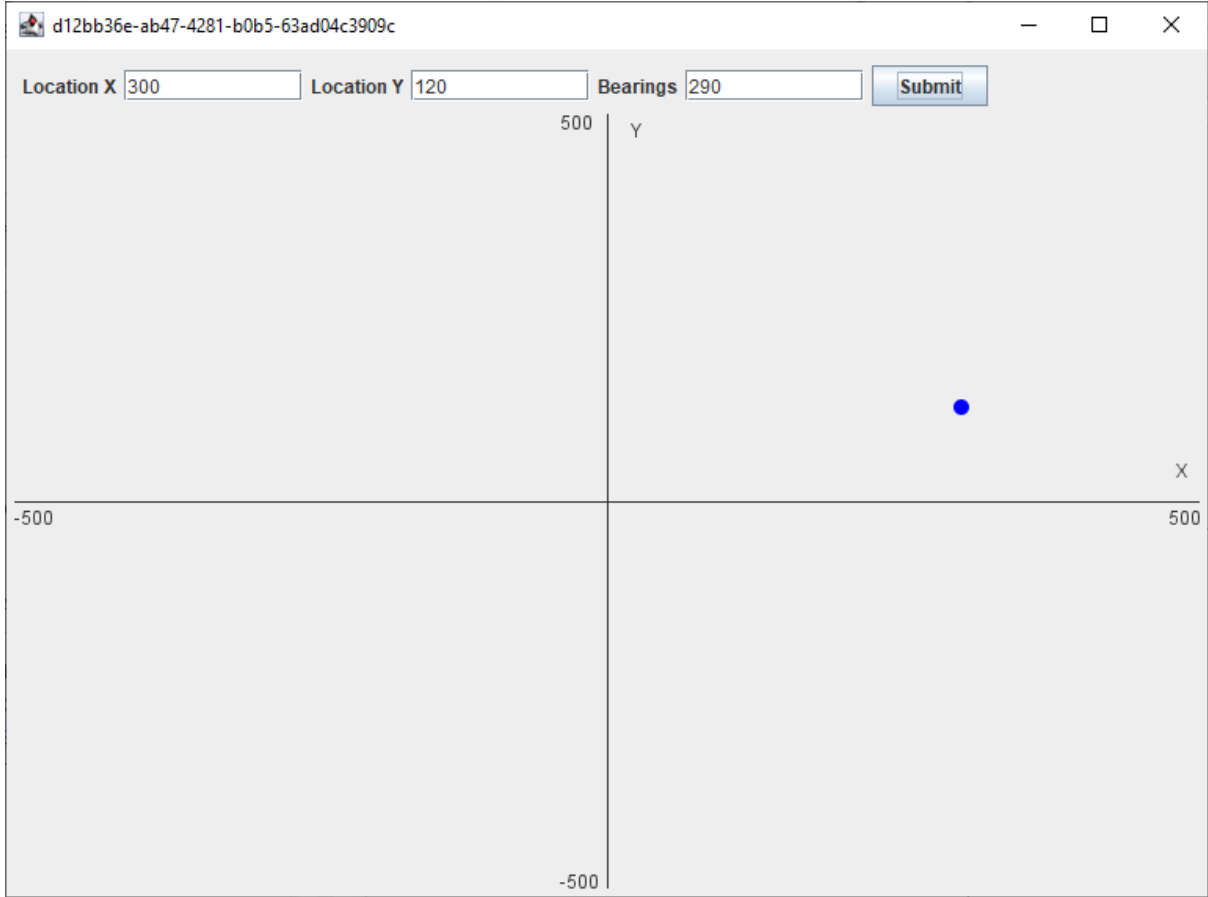 d12bb36e-ab47-4281-b0b5-63ad04c3909c
Location X 300 Location Y 120 Bearings 290 Submit
500 Y
X
-500 500
-500